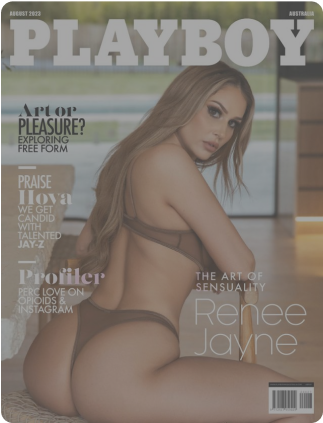 AUGUST 2023
AUSTRALIA
PLAYBOY
Art or
PLEASURE?
EXPLORING
FREE FORM
PRAISE
Hova
WE GET
CANDID
WITH
TALENTED
JAY-Z
Profiler
PERC LOVE ON
OPIOIDS &
INSTAGRAM
THE ART OF
SENSUALITY
Renee
Jayne